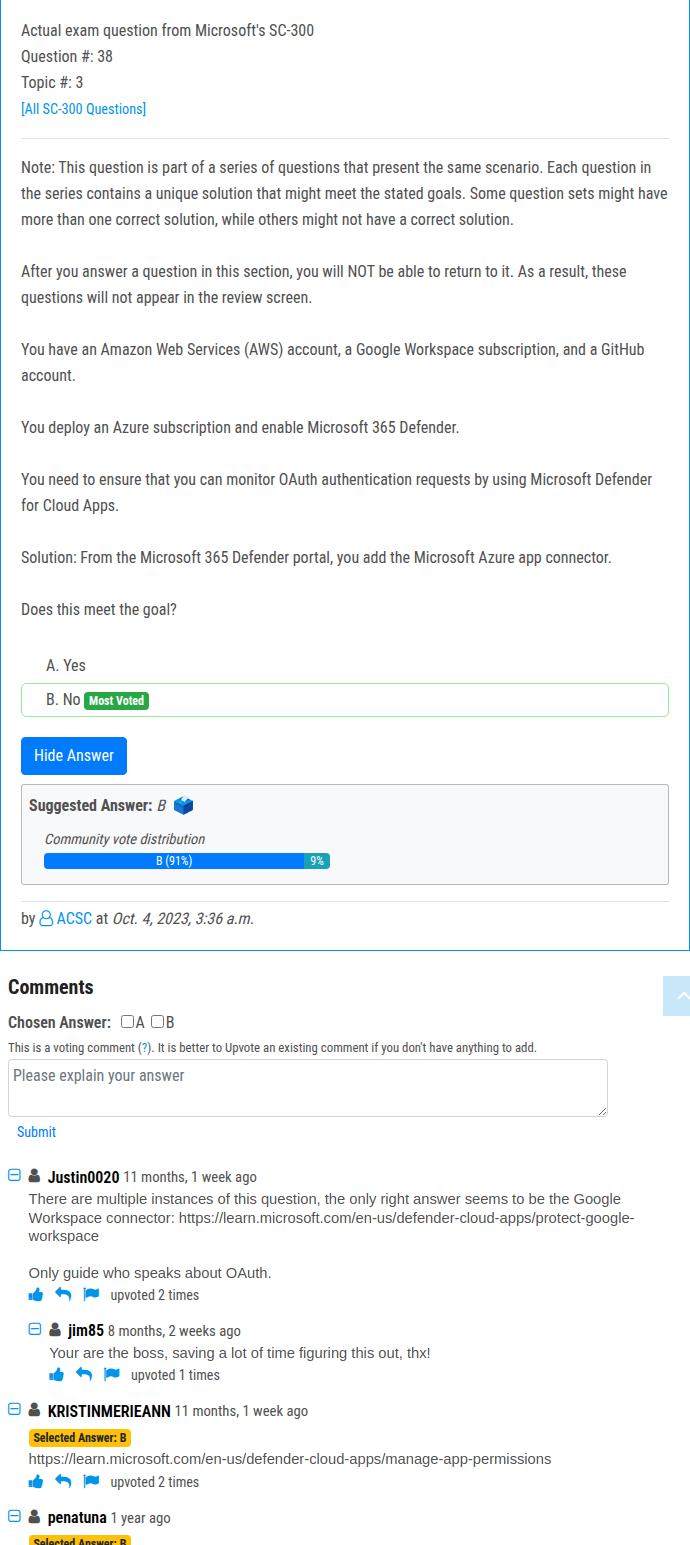 Actual exam question from Microsoft's SC-300
Question #: 38
Topic #: 3
[All SC-300 Questions]
Note: This question is part of a series of questions that present the same scenario. Each question in
the series contains a unique solution that might meet the stated goals. Some question sets might have
more than one correct solution, while others might not have a correct solution.
After you answer a question in this section, you will NOT be able to return to it. As a result, these
questions will not appear in the review screen.
You have an Amazon Web Services (AWS) account, a Google Workspace subscription, and a GitHub
account.
You deploy an Azure subscription and enable Microsoft 365 Defender.
You need to ensure that you can monitor OAuth authentication requests by using Microsoft Defender
for Cloud Apps.
Solution: From the Microsoft 365 Defender portal, you add the Microsoft Azure app connector.
Does this meet the goal?
A. Yes
B. No Most Voted
Hide Answer
Suggested Answer: B
Community vote distribution
B (91%) 9%
by ACSC at Oct. 4, 2023, 3:36 a.m.
Comments
Chosen Answer: A B
This is a voting comment (?). It is better to Upvote an existing comment if you don't have anything to add.
Please explain your answer
Submit
Justin0020 11 months, 1 week ago
There are multiple instances of this question, the only right answer seems to be the Google
Workspace connector: https://learn.microsoft.com/en-us/defender-cloud-apps/protect-google-
workspace
Only guide who speaks about OAuth.
upvoted 2 times
jim85 8 months, 2 weeks ago
Your are the boss, saving a lot of time figuring this out, thx!
upvoted 1 times
KRISTINMERIEANN 11 months, 1 week ago
Selected Answer: B
https://learn.microsoft.com/en-us/defender-cloud-apps/manage-app-permissions
upvoted 2 times
penatuna 1 year ago
Selected Answer: B